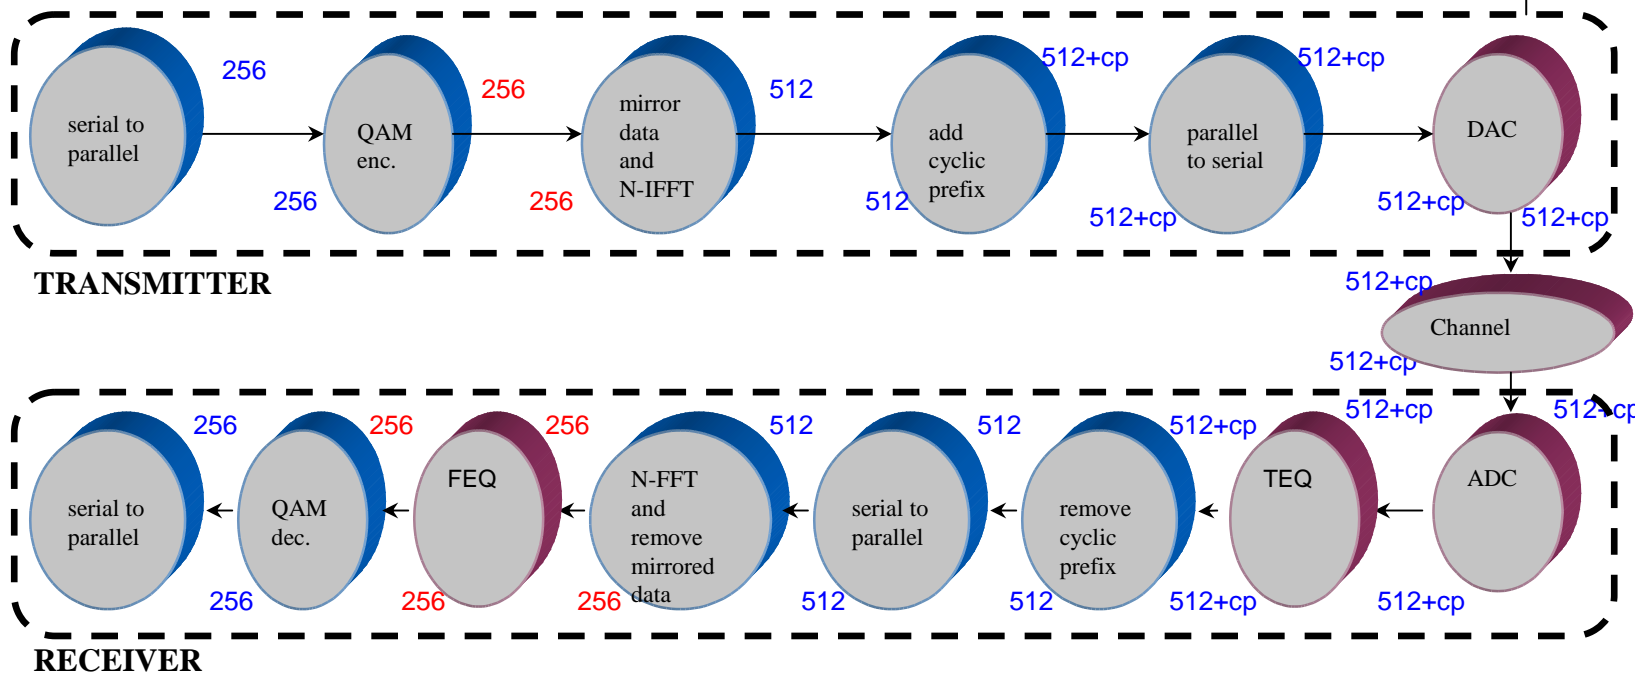 256
512+cp
512+cp
256
512
serial to
parallel
QAM
enc.
mirror
data
and
N-IFFT
add
cyclic
prefix
parallel
to serial
DAC
256
256
512
512+cp
512+cp
512+cp
TRANSMITTER
512+cp
Channel
512+cp
256
256
256
512
512
512+cp
512+cp
512+cp
serial to
parallel
QAM
dec.
FEQ
N-FFT
and
remove
mirrored
data
serial to
parallel
remove
cyclic
prefix
TEQ
ADC
256
256
256
512
512
512+cp
512+cp
RECEIVER